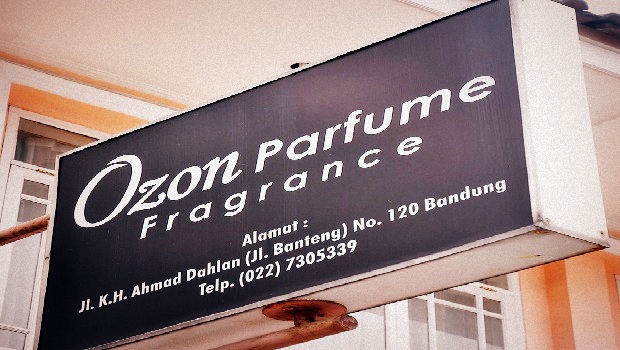 Ozon Parfume
Fragrance
Alamat :
Jl. K.H. Ahmad Dahlan (Jl. Banteng) No. 120 Bandung
Telp. (022) 7305339